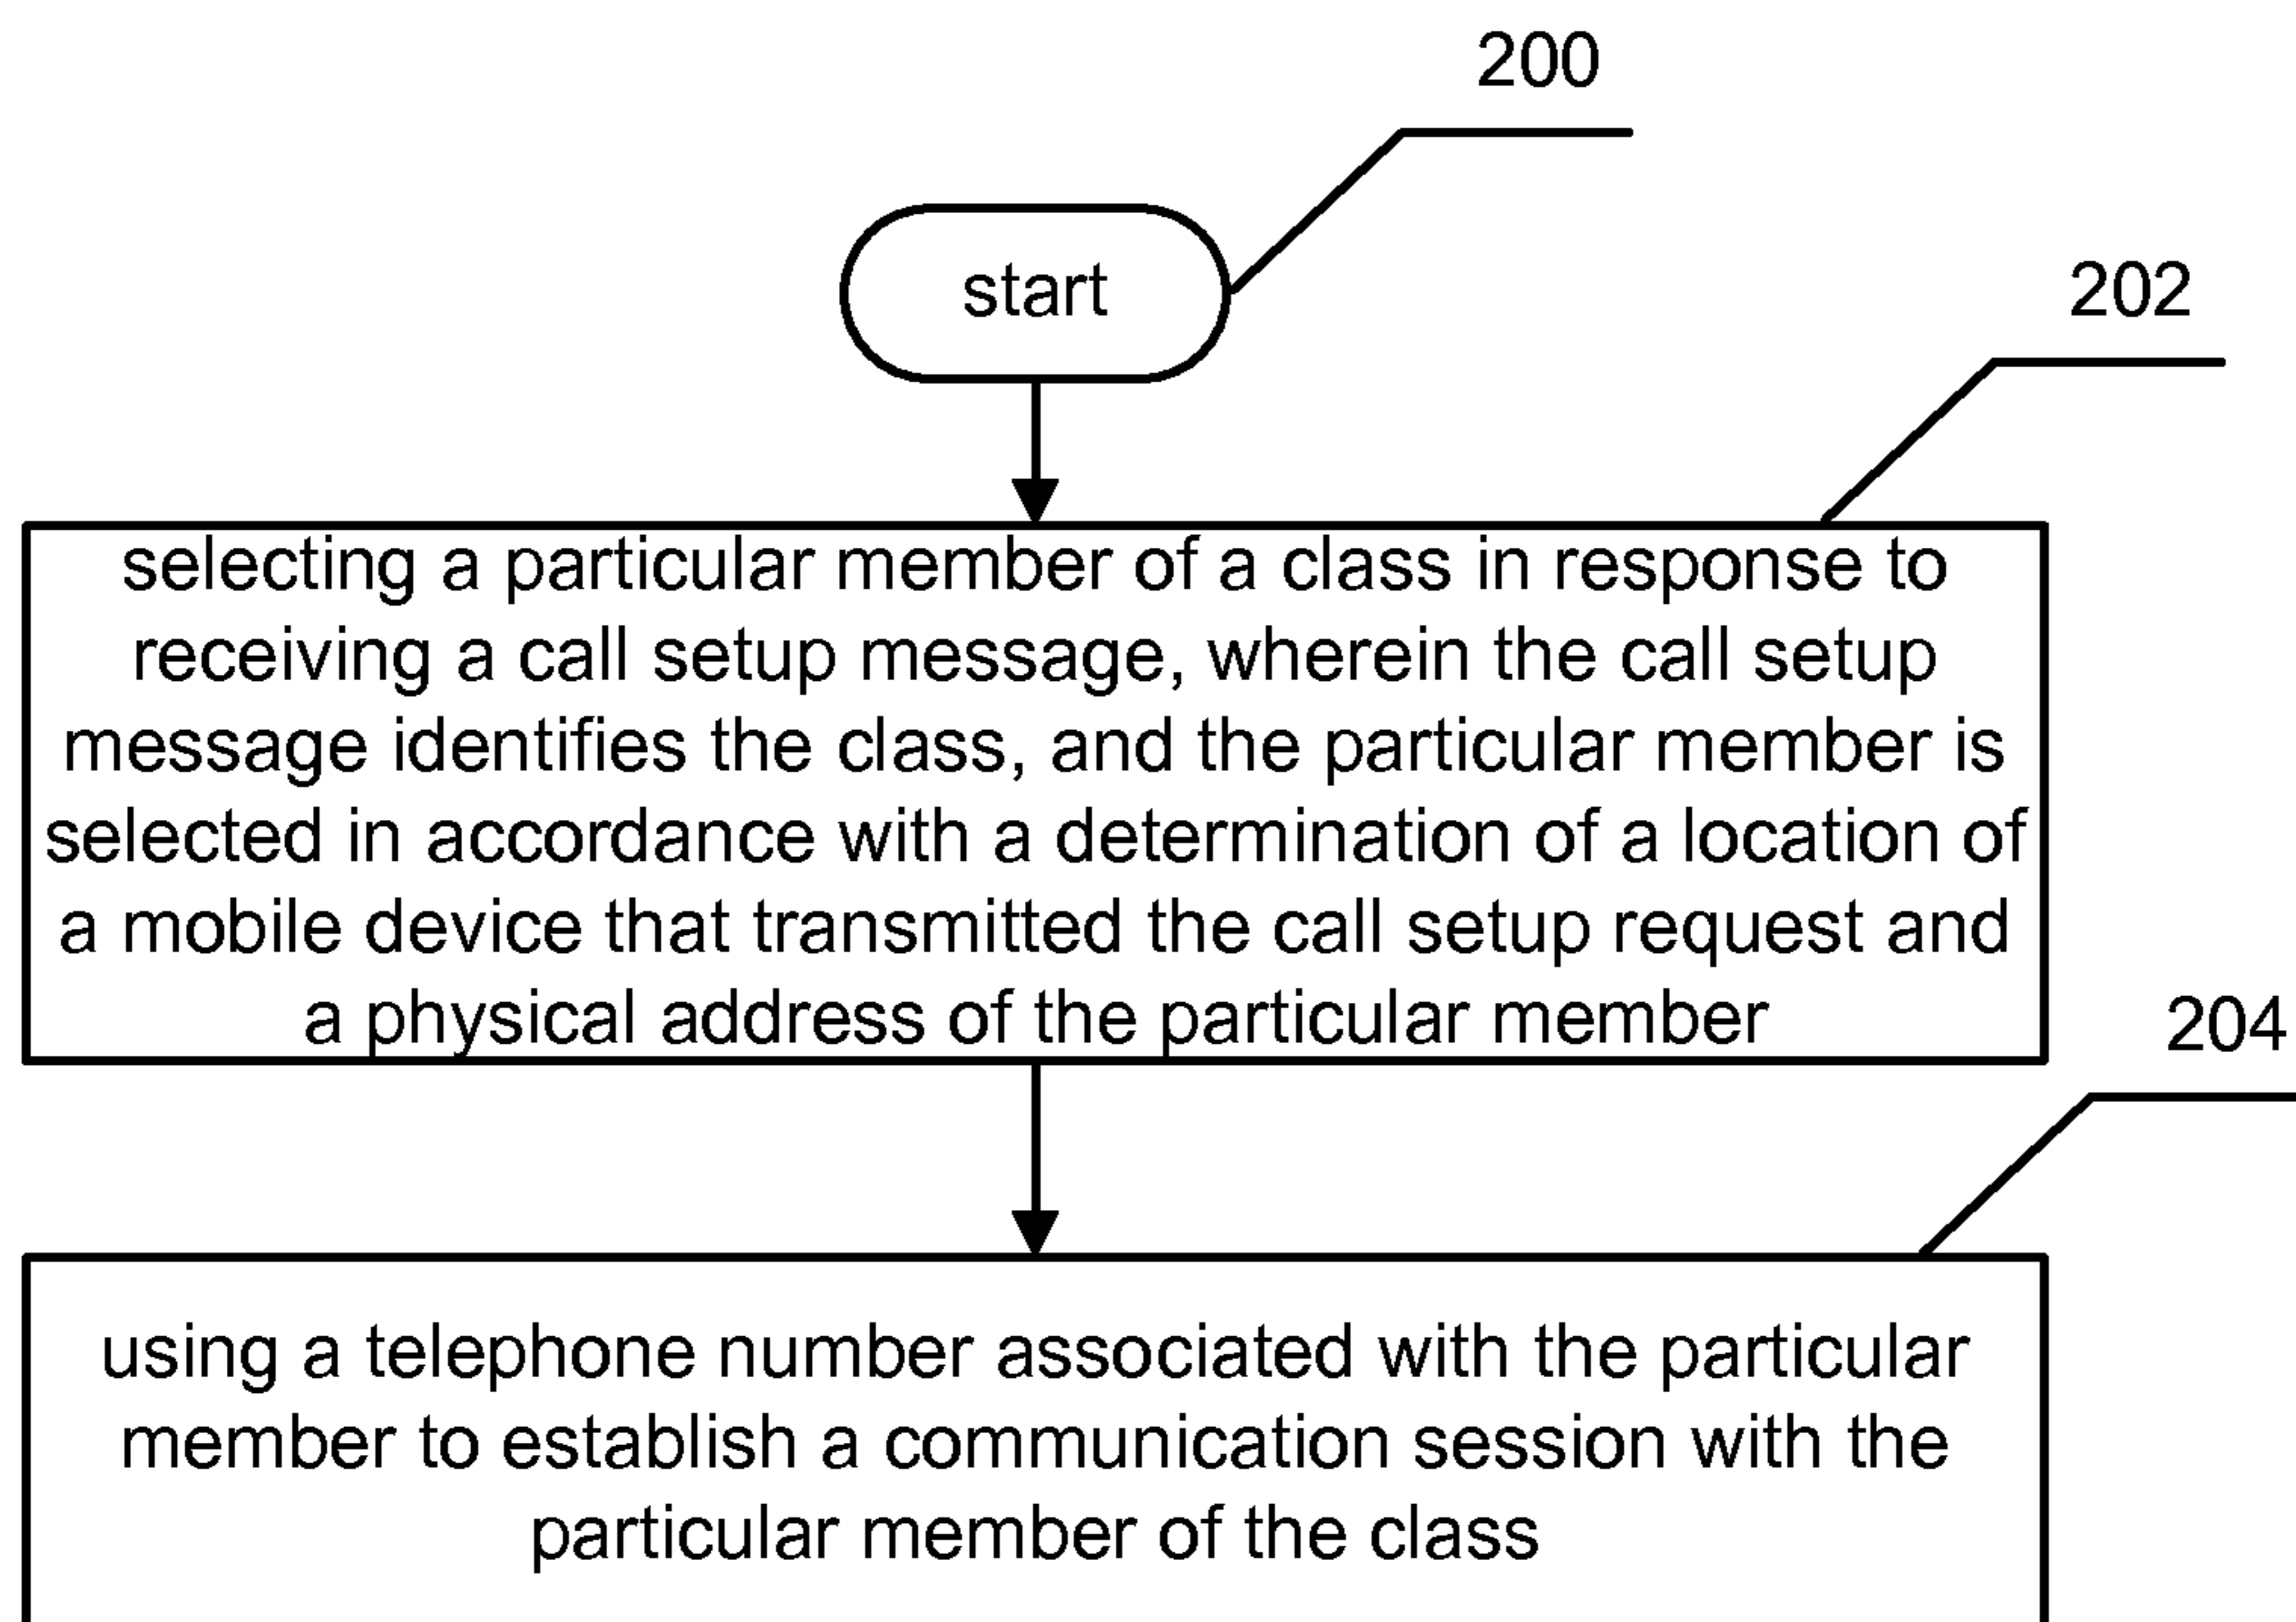 200
start
202
selecting a particular member of a class in response to
receiving a call setup message, wherein the call setup
message identifies the class, and the particular member is
selected in accordance with a determination of a location of
a mobile device that transmitted the call setup request and
a physical address of the particular member
204
using a telephone number associated with the particular
member to establish a communication session with the
particular member of the class